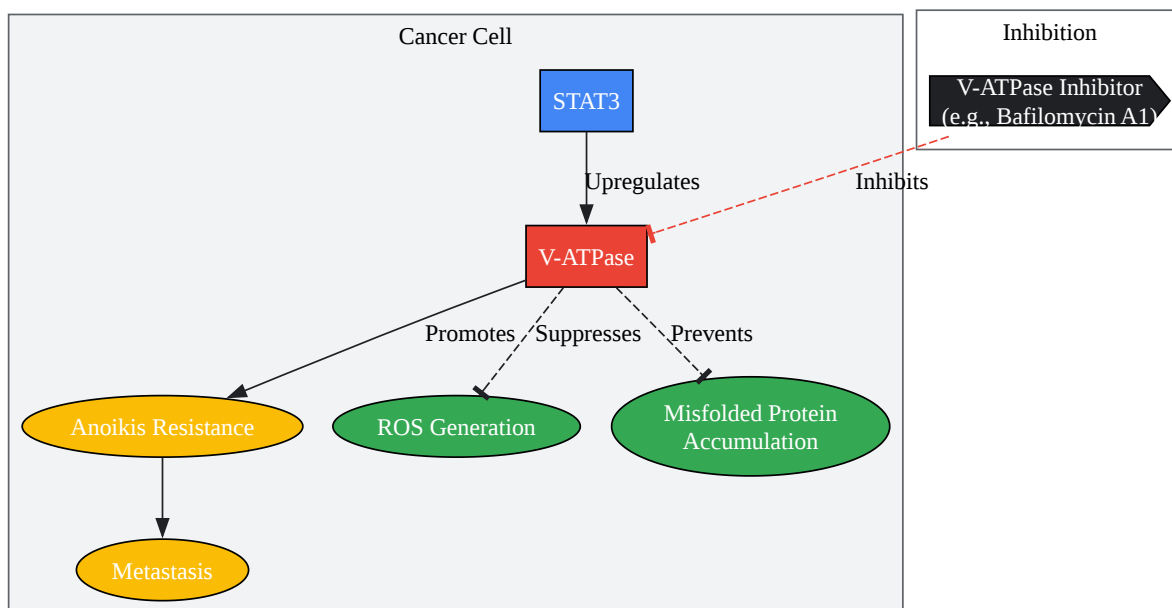 Cancer Cell
Inhibition
STAT3
V-ATPase Inhibitor
(e.g., Bafilomycin A1)
Upregulates
Inhibits
V-ATPase
Promotes
Suppresses
Prevents
Anoikis Resistance
ROS Generation
Misfolded Protein
Accumulation
Metastasis